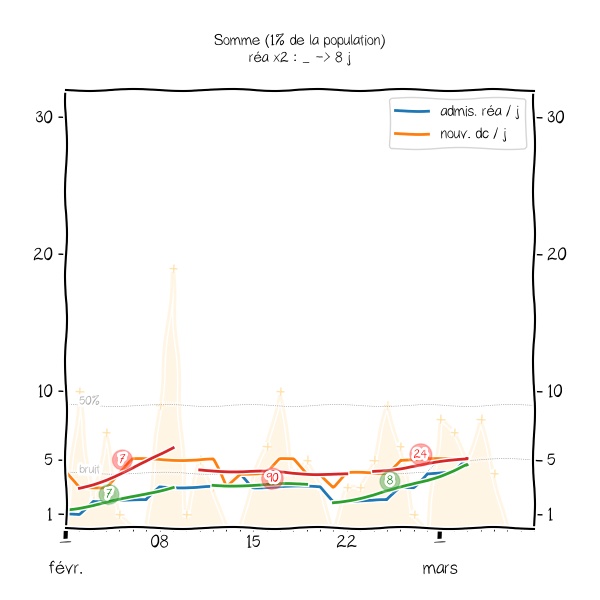 Somme (1% de la population)
réa x2 : _ -> 8 j
admis. réa / j
nouv. dc / j
30
30
20
20
10
10
50%
7
24
5
5
bruit
90
8
7
1
1
08
15
22
févr.
mars